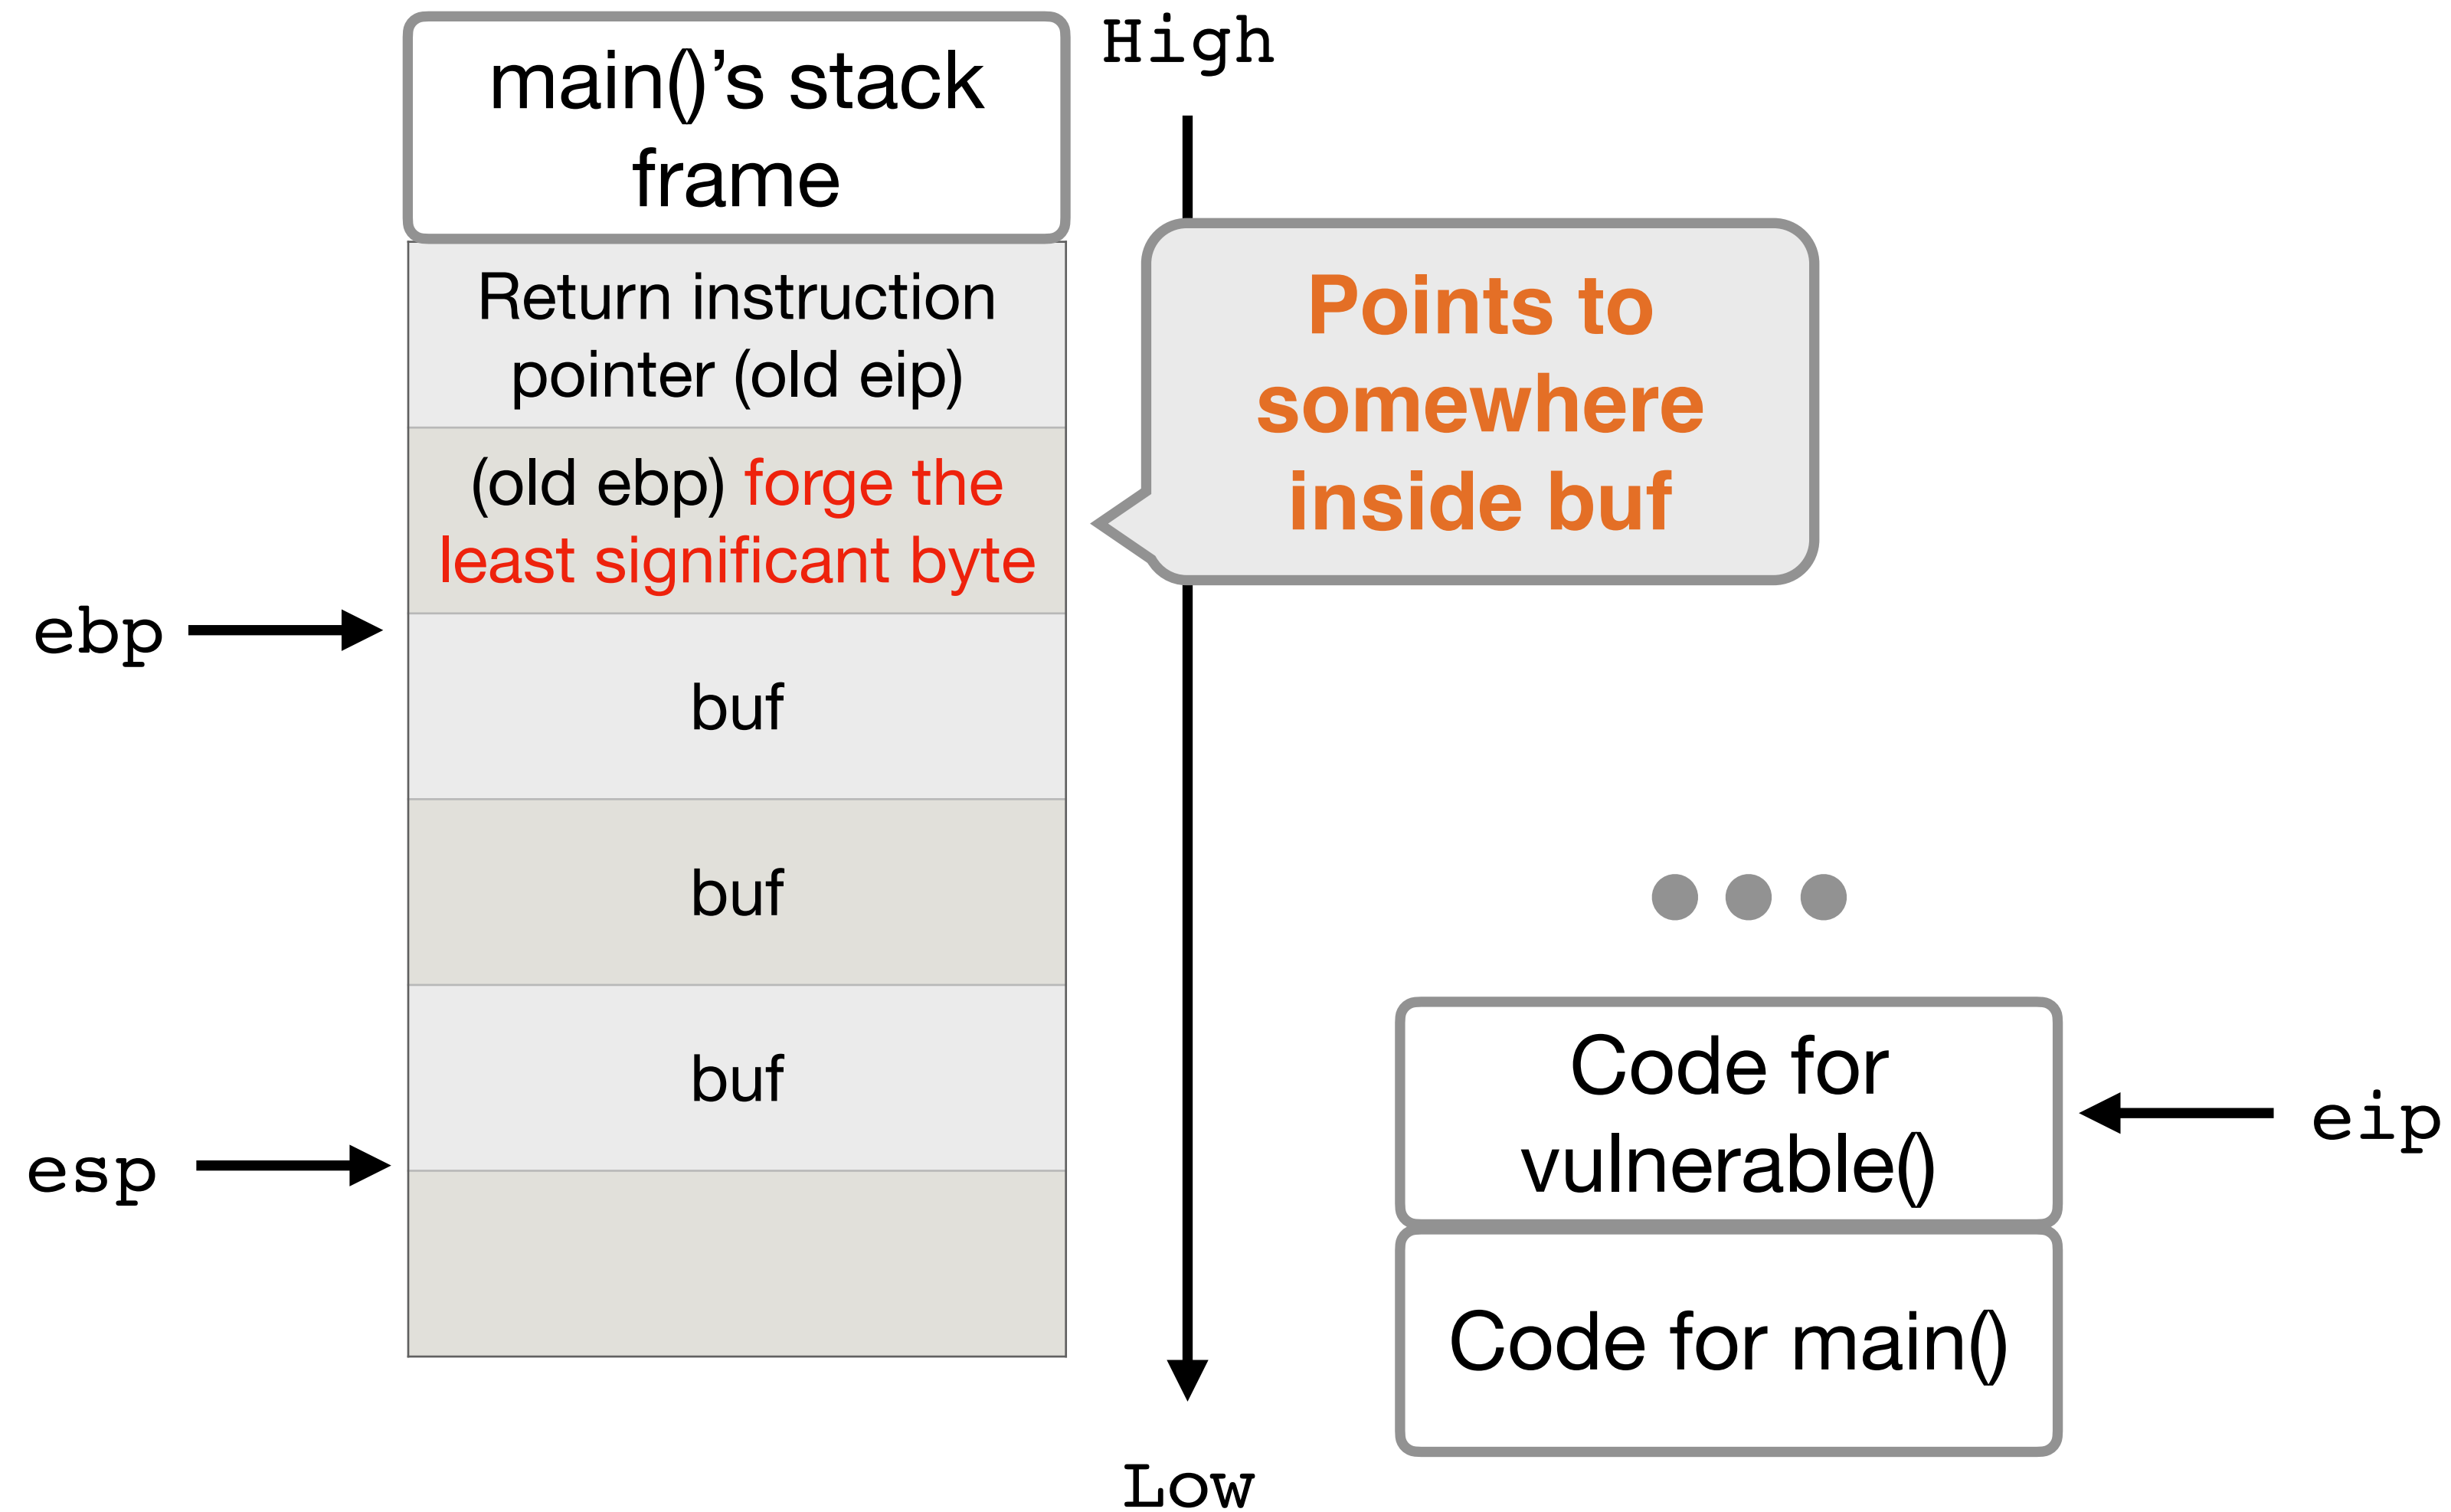 main()’s stack
frame
Return instruction
pointer (old eip)
(old ebp) forge the
least significant byte
buf
buf
buf
ebp
esp
High
Points to
somewhere
inside buf
Low
Code for
vulnerable()
Code for main()
eip